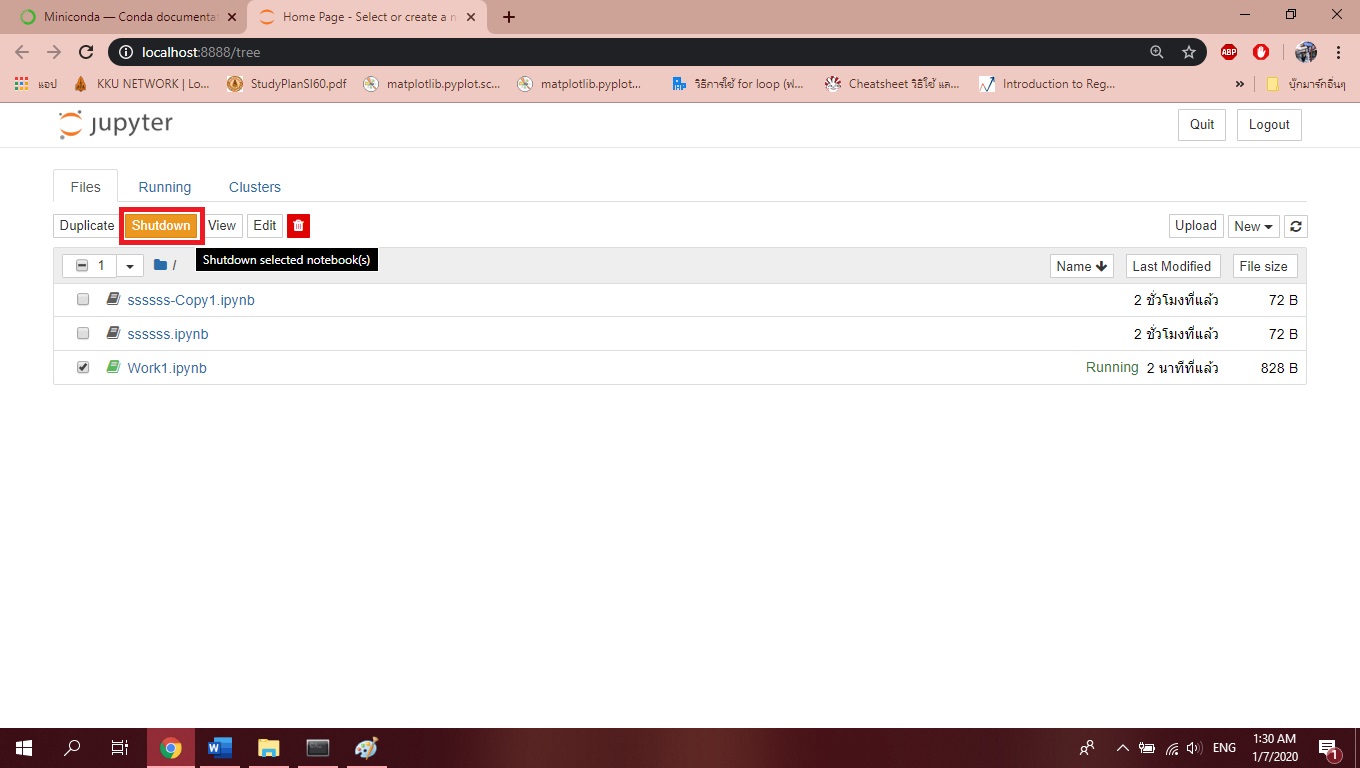 Miniconda — Conda documentat
Home Page - Select or create a n
localhost:8888/tree
ABP
แอป
KKU NETWORK | Lo...
StudyPlanSI60.pdf
matplotlib.pyplot.sc...
matplotlib.pyplot...
วิธีการใช้ for loop (ฟ...
Cheatsheet วิธีใช้ แล...
Introduction to Reg...
»
บุ๊กมาร์กอื่นๆ
jupyter
Quit
Logout
Files
Running
Clusters
Duplicate
Shutdown
View
Edit
Upload
New
Shutdown selected notebook(s)
1
/
Name
Last Modified
File size
ssssss-Copy1.ipynb
2 ชั่วโมงที่แล้ว
72 B
ssssss.ipynb
2 ชั่วโมงที่แล้ว
72 B
Work1.ipynb
Running
2 นาทีที่แล้ว
828 B
ENG
1:30 AM
1/7/2020
1